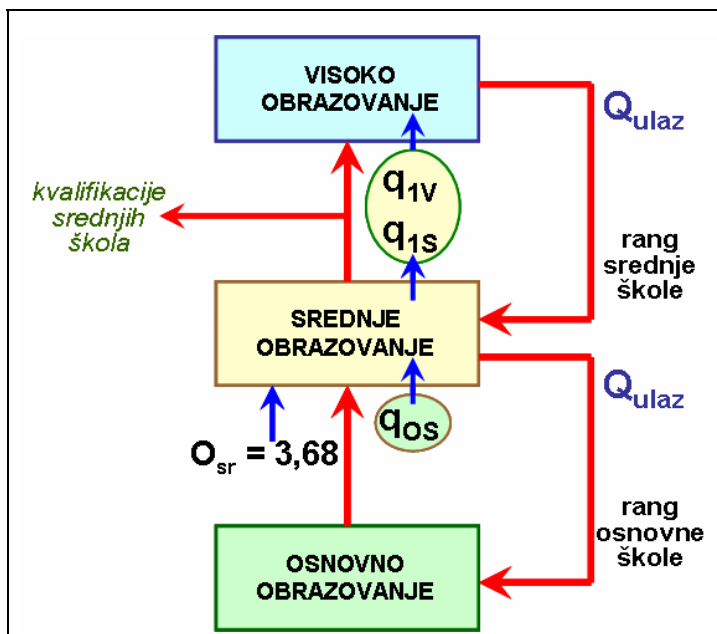 VISOKO
OBRAZOVANJE
Qulaz
q1V
q1S
kvalifikacije
srednjih
škola
rang
srednje
škole
SREDNJE
OBRAZOVANJE
Qulaz
qOS
Osr = 3,68
rang
osnovne
škole
OSNOVNO
OBRAZOVANJE